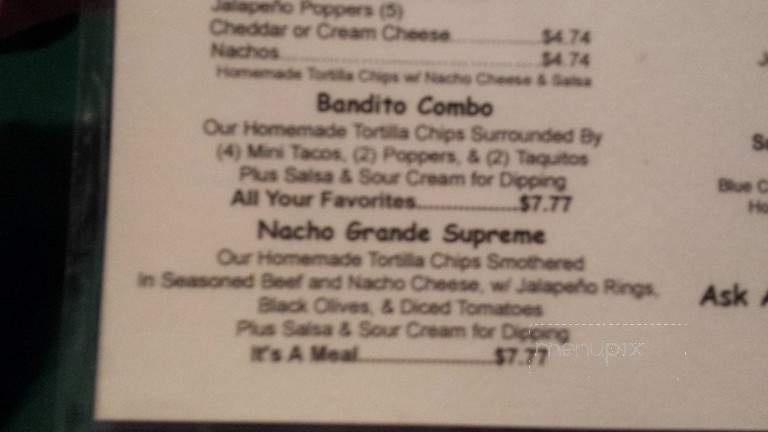 Jalapeño Poppers (5)
Cheddar or Cream Cheese....................$4.74
Nachos..................................................$4.74
Homemade Tortilla Chips w/ Nacho Cheese & Salsa
Bandito Combo
Our Homemade Tortilla Chips Surrounded By
(4) Mini Tacos, (2) Poppers, & (2) Taquitos
Plus Salsa & Sour Cream for Dipping
All Your Favorites....................$7.77
Nacho Grande Supreme
Our Homemade Tortilla Chips Smothered
In Seasoned Beef and Nacho Cheese, w/ Jalapeño Rings,
Black Olives, & Diced Tomatoes
Plus Salsa & Sour Cream for Dipping
It's A Meal...........................$7.77
menupix
Blue
Ask